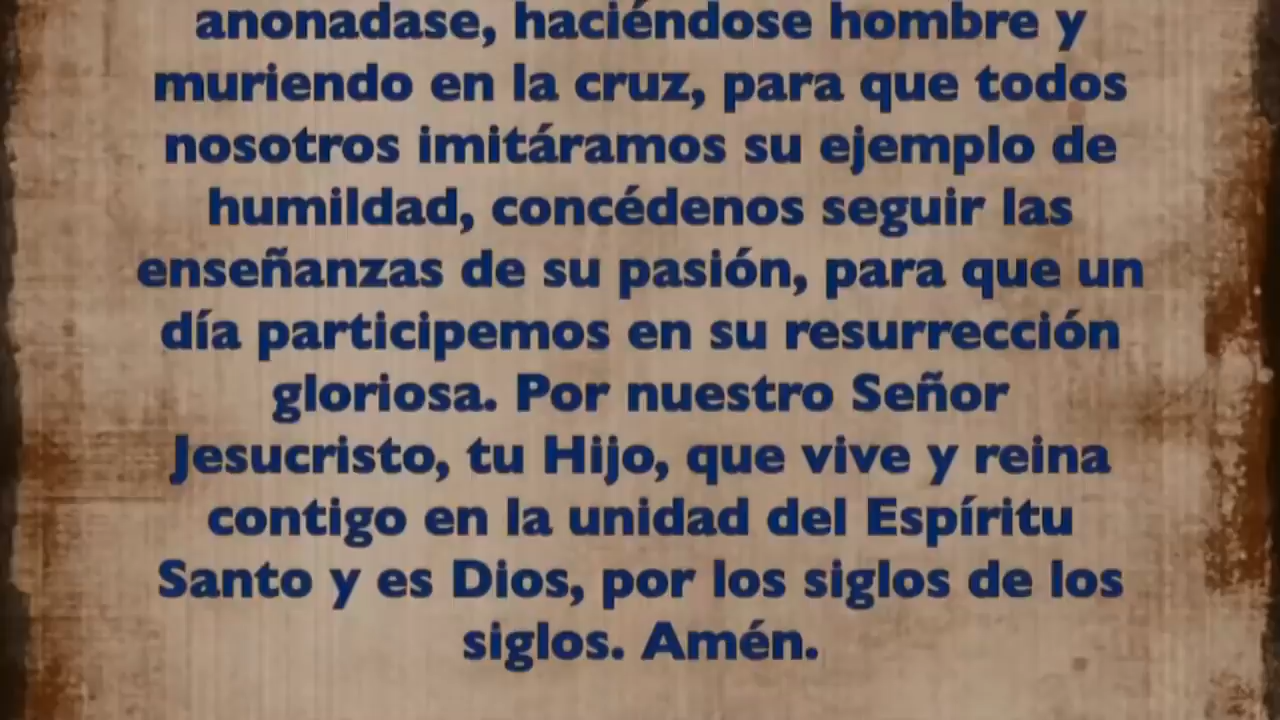 anonadase, haciéndose hombre y
muriendo en la cruz, para que todos
nosotros imitáramos su ejemplo de
humildad, concédenos seguir las
enseñanzas de su pasión, para que un
día participemos en su resurrección
gloriosa. Por nuestro Señor
Jesucristo, tu Hijo, que vive y reina
contigo en la unidad del Espíritu
Santo y es Dios, por los siglos de los
siglos. Amén.